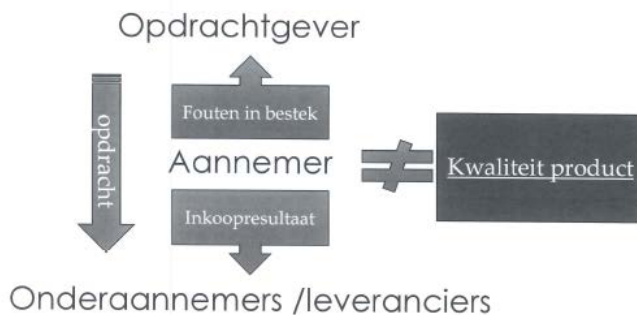 Opdrachtgever
opdracht
Fouten in bestek
Aannemer
Kwaliteit product
Inkoopresultaat
Onderaannemers /leveranciers